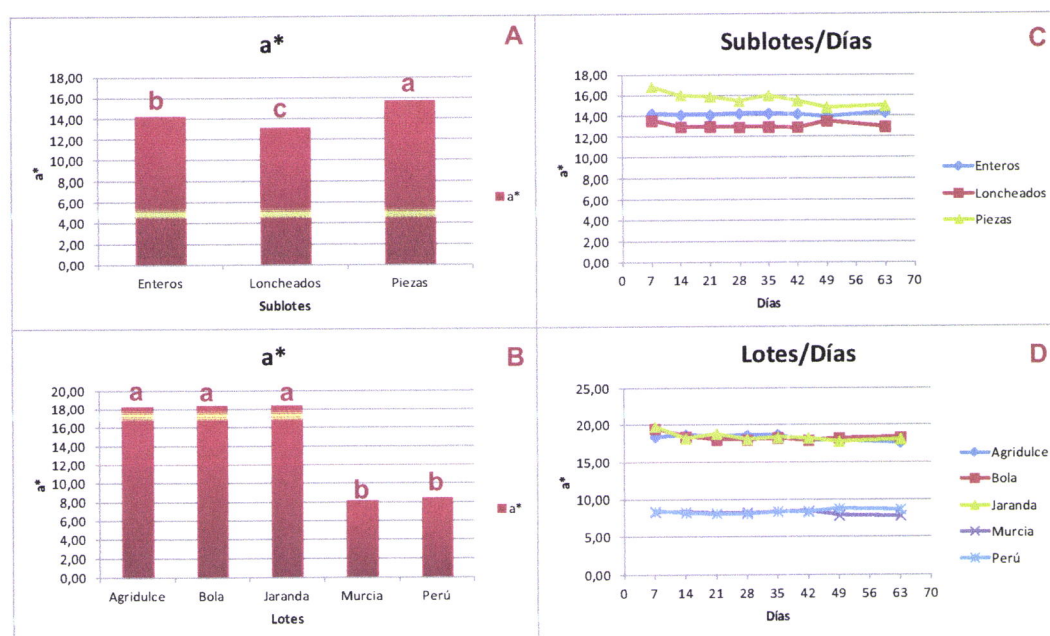 a*
A
18,00
16,00
14,00
12,00
10,00
8,00
6,00
4,00
2,00
0,00
a*
b
c
a
a*
Enteros
Loncheados
Piezas
Sublotes
Sublotes/Días
C
18,00
16,00
14,00
12,00
10,00
8,00
6,00
4,00
2,00
0,00
a*
Enteros
Loncheados
Piezas
0 7 14 21 28 35 42 49 56 63 70
Días
a*
B
20,00
18,00
16,00
14,00
12,00
10,00
8,00
6,00
4,00
2,00
0,00
a*
a
a
a
b
b
a*
Agridulce
Bola
Jaranda
Murcia
Perú
Lotes
Lotes/Días
D
25,00
20,00
15,00
10,00
5,00
0,00
a*
Agridulce
Bola
Jaranda
Murcia
Perú
0 7 14 21 28 35 42 49 56 63 70
Días